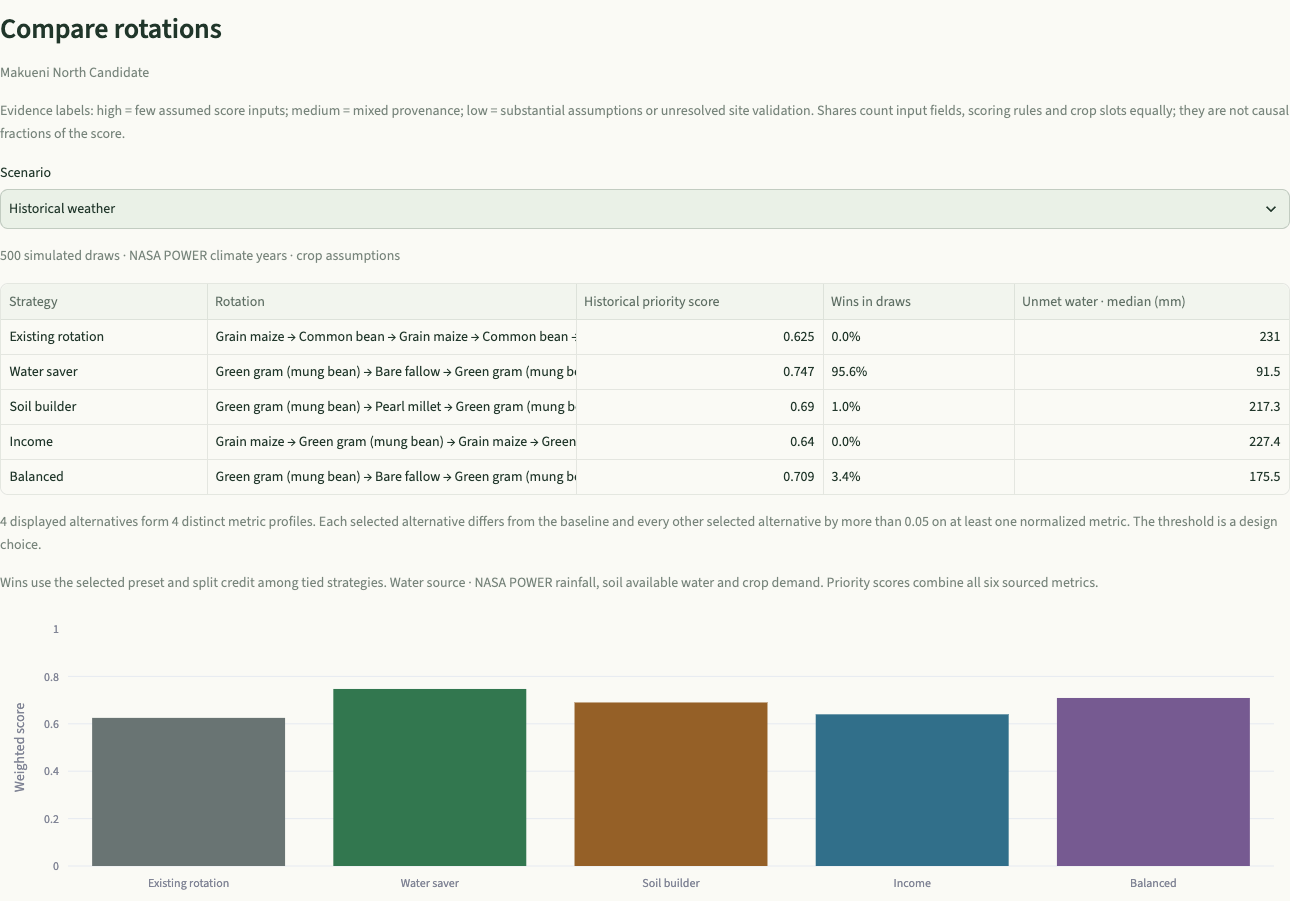 Compare rotations
Makueni North Candidate
Evidence labels: high = few assumed score inputs; medium = mixed provenance; low = substantial assumptions or unresolved site validation. Shares count input fields, scoring rules and crop slots equally; they are not causal
fractions of the score.
Scenario
Historical weather
500 simulated draws · NASA POWER climate years · crop assumptions
Strategy Rotation Historical priority score Wins in draws Unmet water · median (mm)
Existing rotation Grain maize → Common bean → Grain maize → Common bean → 0.625 0.0% 231
Water saver Green gram (mung bean) → Bare fallow → Green gram (mung be 0.747 95.6% 91.5
Soil builder Green gram (mung bean) → Pearl millet → Green gram (mung b 0.69 1.0% 217.3
Income Grain maize → Green gram (mung bean) → Grain maize → Green 0.64 0.0% 227.4
Balanced Green gram (mung bean) → Bare fallow → Green gram (mung be 0.709 3.4% 175.5
4 displayed alternatives form 4 distinct metric profiles. Each selected alternative differs from the baseline and every other selected alternative by more than 0.05 on at least one normalized metric. The threshold is a design
choice.
Wins use the selected preset and split credit among tied strategies. Water source · NASA POWER rainfall, soil available water and crop demand. Priority scores combine all six sourced metrics.
1
0.8
0.6
0.4
0.2
0
Weighted score
Existing rotation Water saver Soil builder Income Balanced